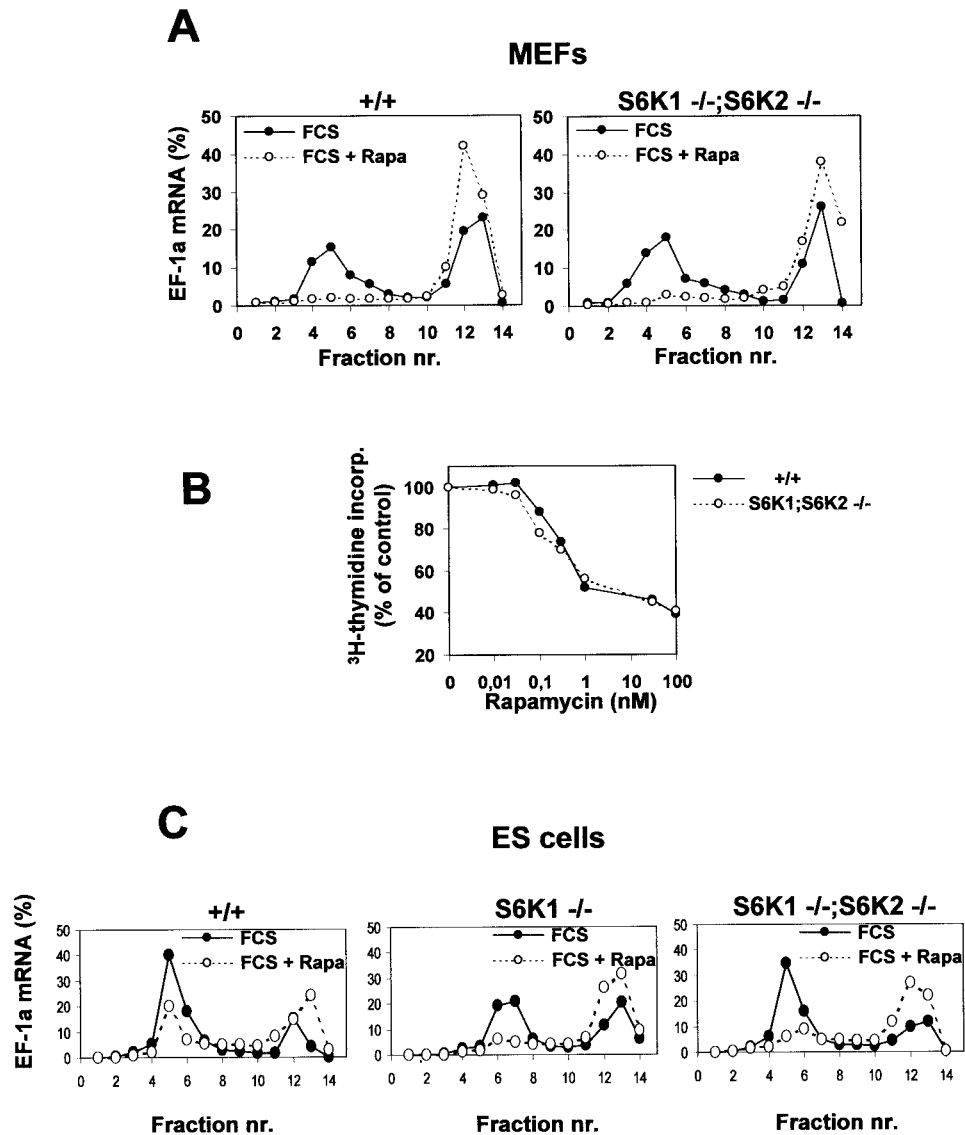 A
MEFs
+/+
S6K1 -/-;S6K2 -/-
EF-1a mRNA (%)
50
40
30
20
10
0
FCS
FCS + Rapa
0 2 4 6 8 10 12 14
Fraction nr.
50
40
30
20
10
0
FCS
FCS + Rapa
0 2 4 6 8 10 12 14
Fraction nr.
B
³H-thymidine incorp.
(% of control)
100
80
60
40
20
0 0,01 0,1 1 10 100
Rapamycin (nM)
+/+
S6K1;S6K2 -/-
C
ES cells
+/+
S6K1 -/-
S6K1 -/-;S6K2 -/-
EF-1a mRNA (%)
50
40
30
20
10
0
FCS
FCS + Rapa
0 2 4 6 8 10 12 14
Fraction nr.
50
40
30
20
10
0
FCS
FCS + Rapa
0 2 4 6 8 10 12 14
Fraction nr.
50
40
30
20
10
0
FCS
FCS + Rapa
0 2 4 6 8 10 12 14
Fraction nr.